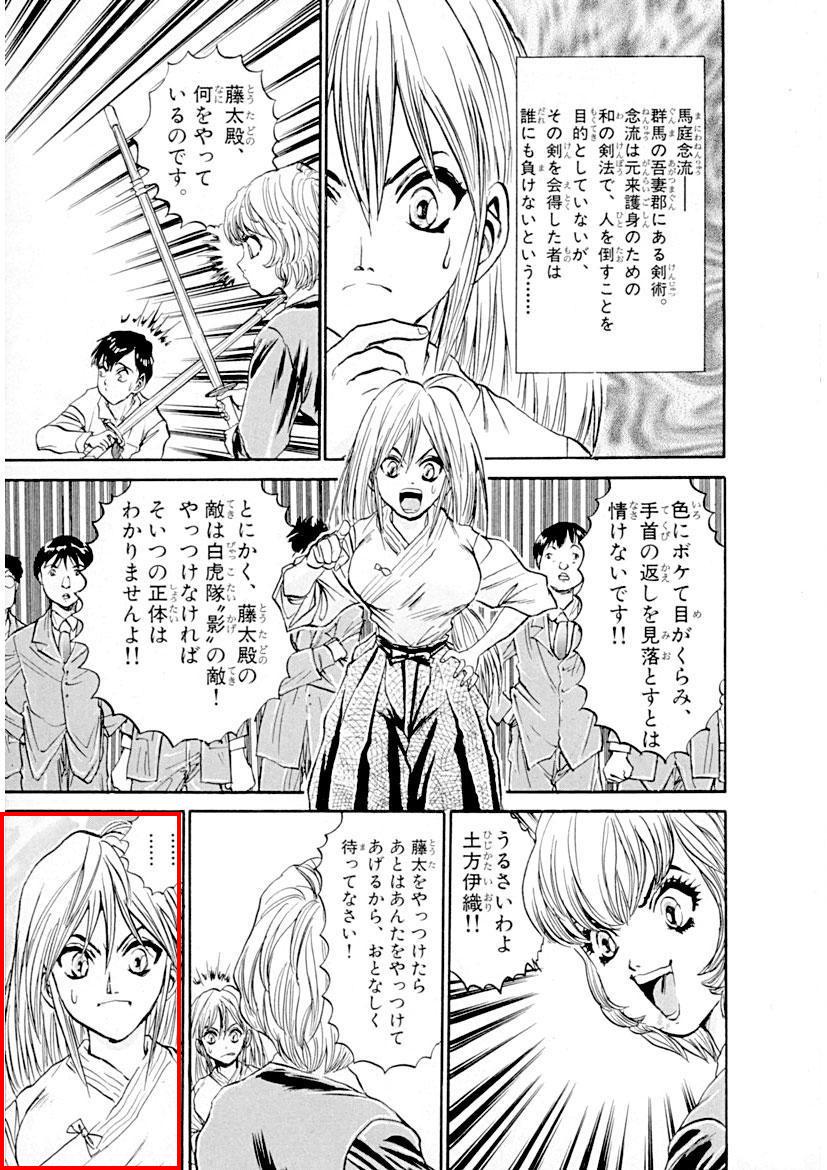 馬庭念流――
群馬の吾妻郡にある剣術。
念流は元来護身のための
和の剣法で、人を倒すことを
目的としていないが、
その剣を会得した者は
誰にも負けないという……
藤太殿、
何をやって
いるのです。
色にボケて目がくらみ、
手首の返しを見落とすとは
情けないです!!
とにかく、藤太殿の
敵は白虎隊〝影〟の敵!
やっつけなければ
そいつの正体は
わかりませんよ!!
うるさいわよ
土方伊織!!
藤太をやっつけたら
あとはあんたをやっつけて
あげるから、おとなしく
待ってなさい!
……
……